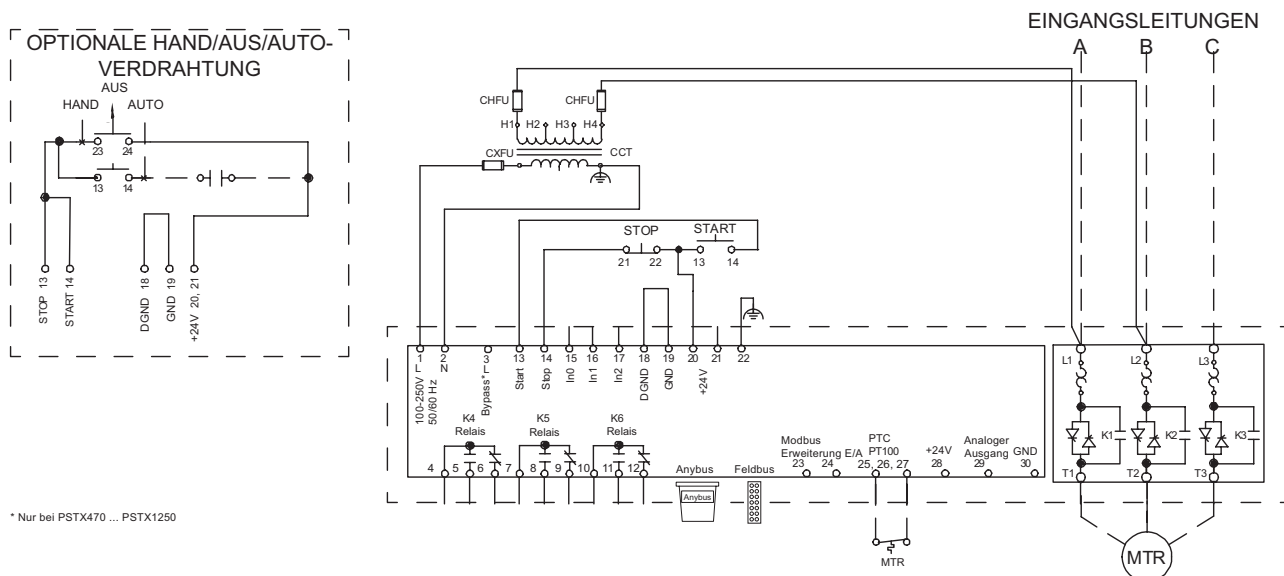 OPTIONALE HAND/AUS/AUTO-
VERDRAHTUNG
AUS
HAND AUTO
23 24
13 14
STOP 13
START 14
DGND 18
GND 19
+24V 20, 21
EINGANGSLEITUNGEN
A B C
CHFU CHFU
H1 H2 H3 H4
CXFU CCT
STOP START
21 22 13 14
1 2 3 13 14 15 16 17 18 19 20 21 22
L
100-250V
50/60 Hz
N
Bypass* L
Start
Stop
In0
In1
In2
DGND
GND
+24V
K4
Relais
K5
Relais
K6
Relais
4 5 6 7 8 9 10 11 12
Anybus
Anybus
Feldbus
Modbus
Erweiterung E/A
23 24
PTC
PT100
25, 26, 27
+24V
28
Analoger
Ausgang
29
GND
30
MTR
L1 L2 L3
K1 K2 K3
T1 T2 T3
MTR
* Nur bei PSTX470 ... PSTX1250